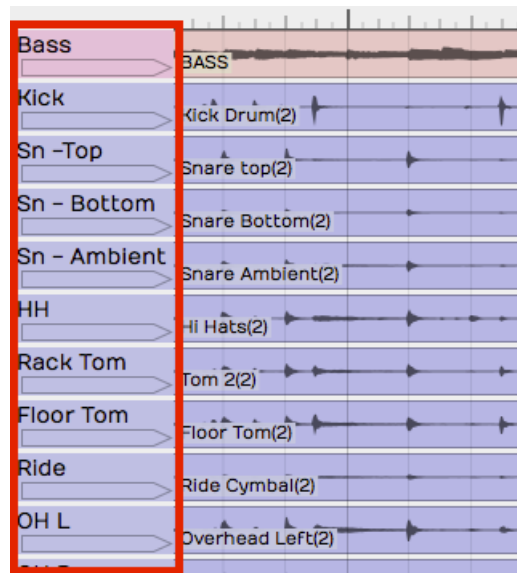 Bass
BASS
Kick
Kick Drum(2)
Sn -Top
Snare top(2)
Sn - Bottom
Snare Bottom(2)
Sn - Ambient
Snare Ambient(2)
HH
Hi Hats(2)
Rack Tom
Tom 2(2)
Floor Tom
Floor Tom(2)
Ride
Ride Cymbal(2)
OH L
Overhead Left(2)